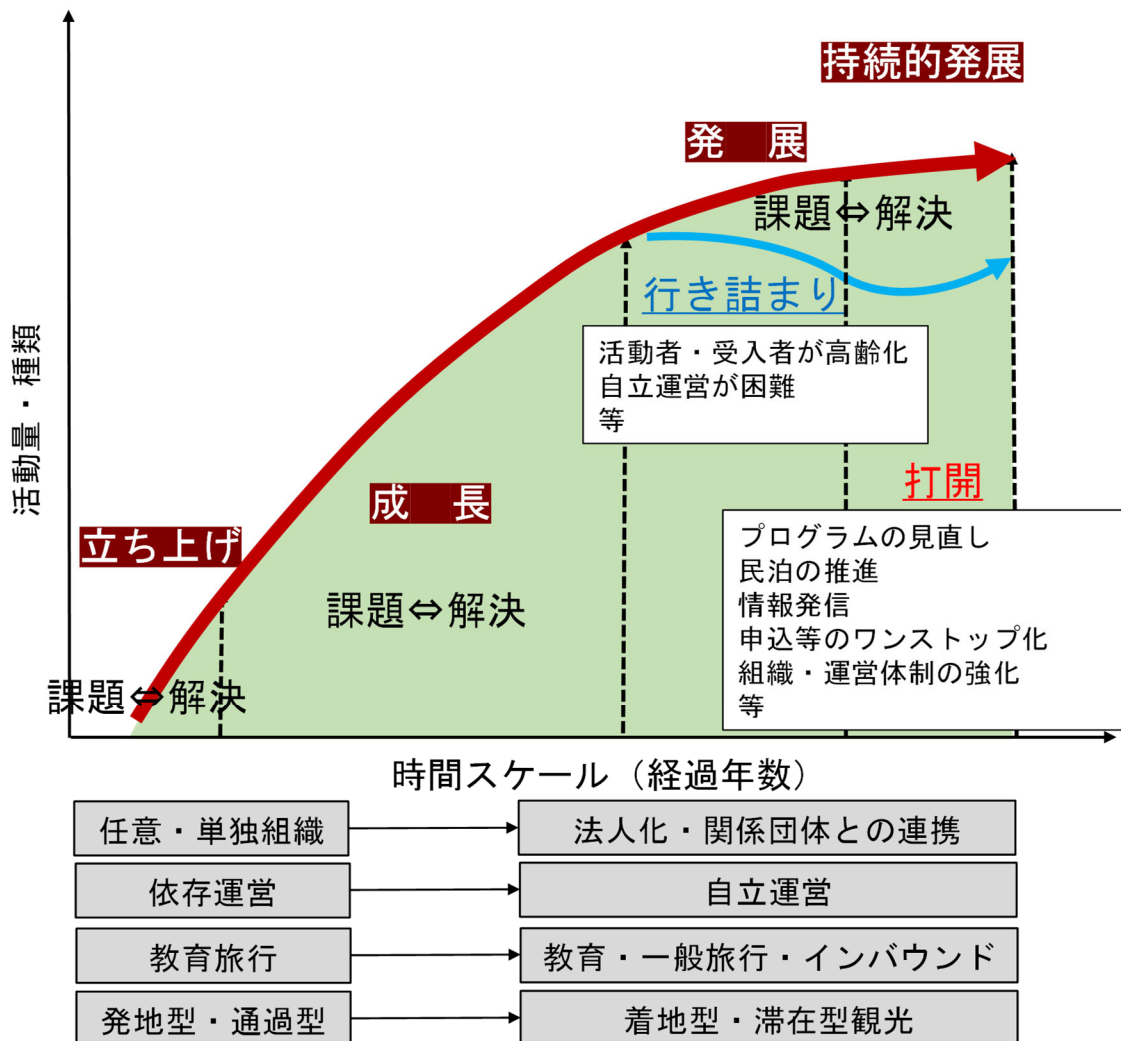 持続的発展
発　展
課題⇔解決
行き詰まり
活動者・受入者が高齢化
自立運営が困難
等
活動量・種類
打開
成　長
プログラムの見直し
民泊の推進
情報発信
申込等のワンストップ化
組織・運営体制の強化
等
立ち上げ
課題⇔解決
課題⇔解決
時間スケール（経過年数）
任意・単独組織
法人化・関係団体との連携
依存運営
自立運営
教育旅行
教育・一般旅行・インバウンド
発地型・通過型
着地型・滞在型観光